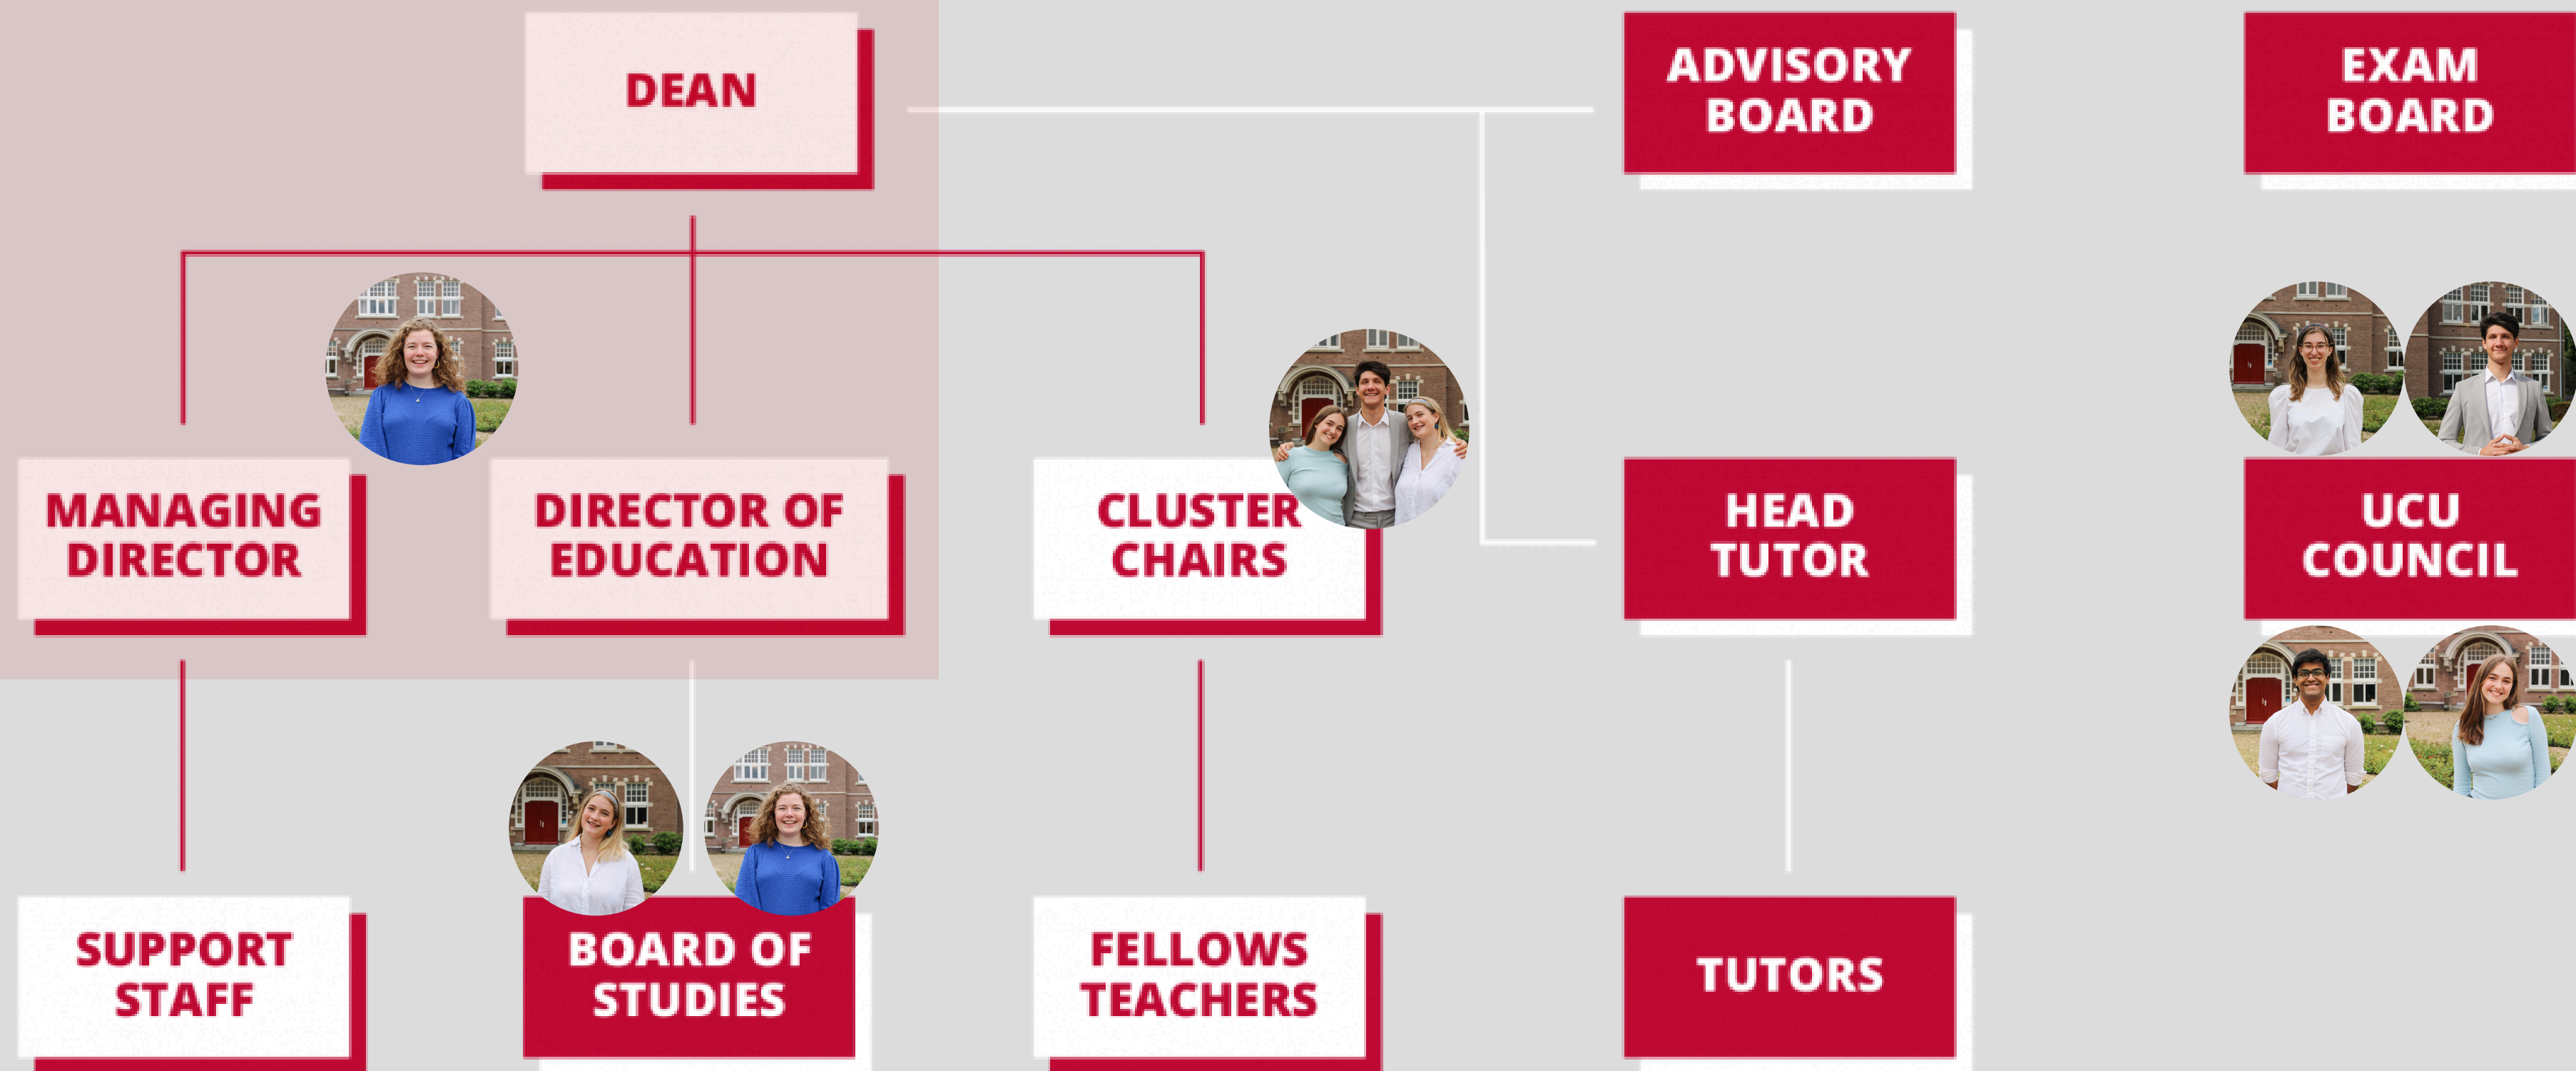 DEAN
ADVISORY
BOARD
EXAM
BOARD
MANAGING
DIRECTOR
DIRECTOR OF
EDUCATION
CLUSTER
CHAIRS
HEAD
TUTOR
UCU
COUNCIL
SUPPORT
STAFF
BOARD OF
STUDIES
FELLOWS
TEACHERS
TUTORS